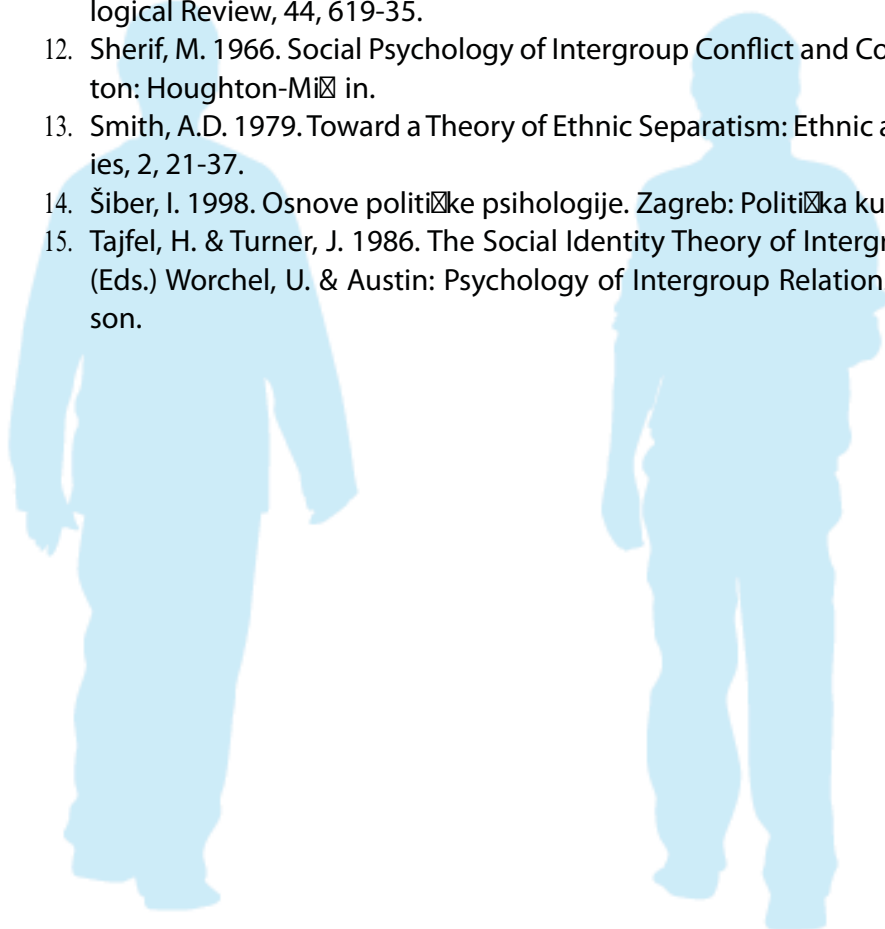 logical Review, 44, 619-35.
12. Sherif, M. 1966. Social Psychology of Intergroup Conflict and Co
ton: Houghton-Mi☒ in.
13. Smith, A.D. 1979. Toward a Theory of Ethnic Separatism: Ethnic a
ies, 2, 21-37.
14. Šiber, I. 1998. Osnove politi☒ke psihologije. Zagreb: Politi☒ka ku
15. Tajfel, H. & Turner, J. 1986. The Social Identity Theory of Intergr
(Eds.) Worchel, U. & Austin: Psychology of Intergroup Relation
son.